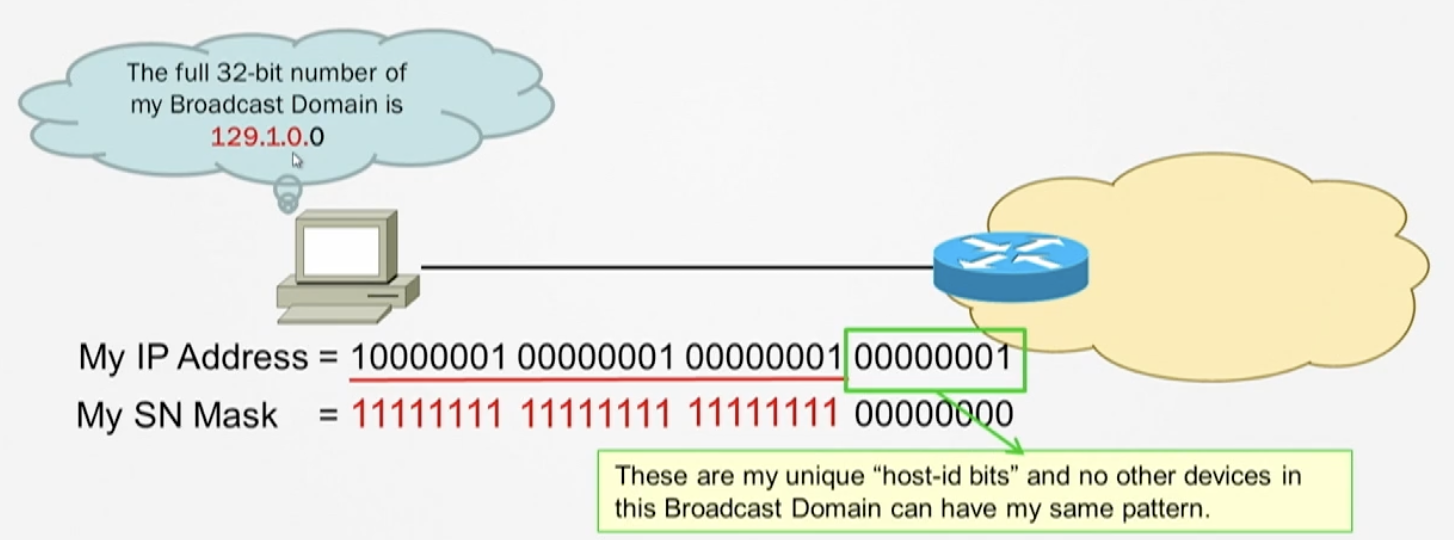 The full 32-bit number of
my Broadcast Domain is
129.1.0.0
My IP Address = 10000001 00000001 00000001 00000001
My SN Mask = 11111111 11111111 11111111 00000000
These are my unique “host-id bits” and no other devices in
this Broadcast Domain can have my same pattern.